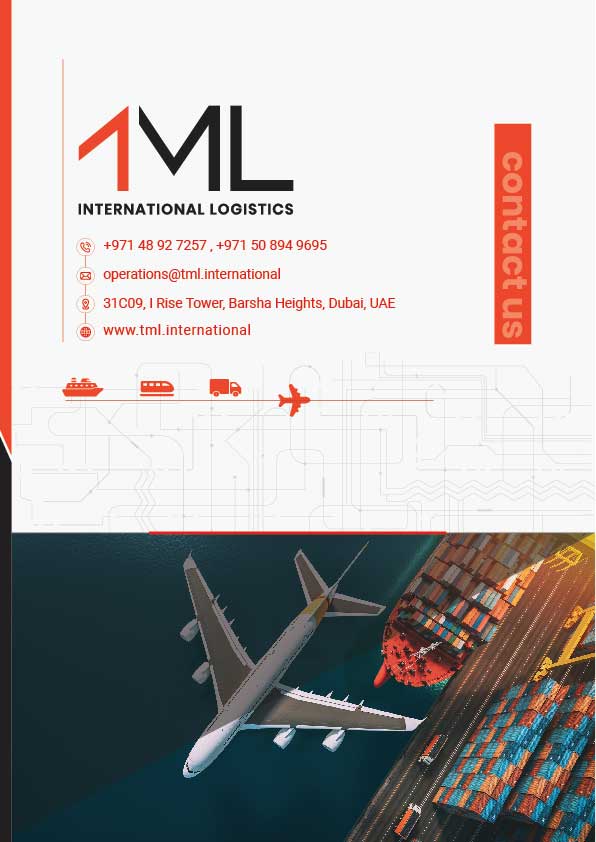 TML
INTERNATIONAL LOGISTICS
+971 48 92 7257 , +971 50 894 9695
operations@tml.international
31C09, I Rise Tower, Barsha Heights, Dubai, UAE
www.tml.international
contact us